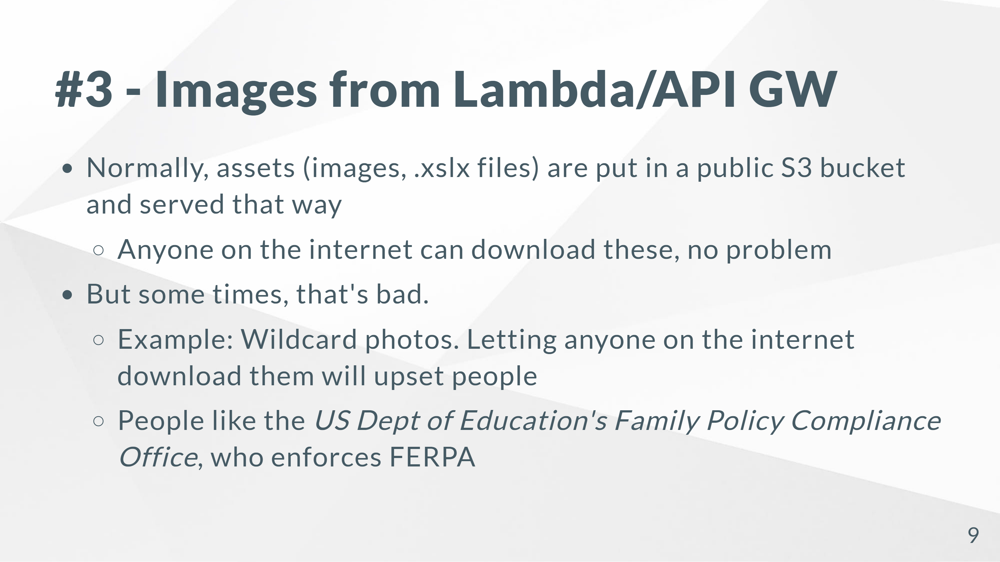 #3 - Images from Lambda/API GW
• Normally, assets (images, .xslx files) are put in a public S3 bucket
and served that way
○ Anyone on the internet can download these, no problem
• But some times, that's bad.
○ Example: Wildcard photos. Letting anyone on the internet
download them will upset people
○ People like the US Dept of Education's Family Policy Compliance
Office, who enforces FERPA
9